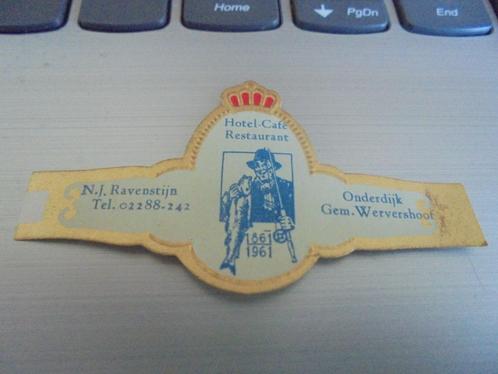 Home
PgDn
End
Hotel-Café
Restaurant
N.J. Ravenstijn
Tel. 02288-242
Onderdijk
Gem. Wervershoof
1861
1961